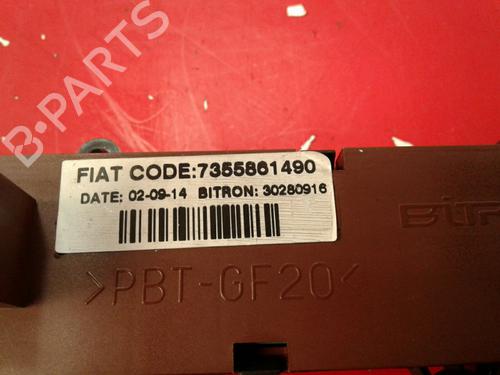 B-PARTS
FIAT CODE:7355861490
DATE: 02-09-14 BITRON: 30280916
>PBT-GF20<